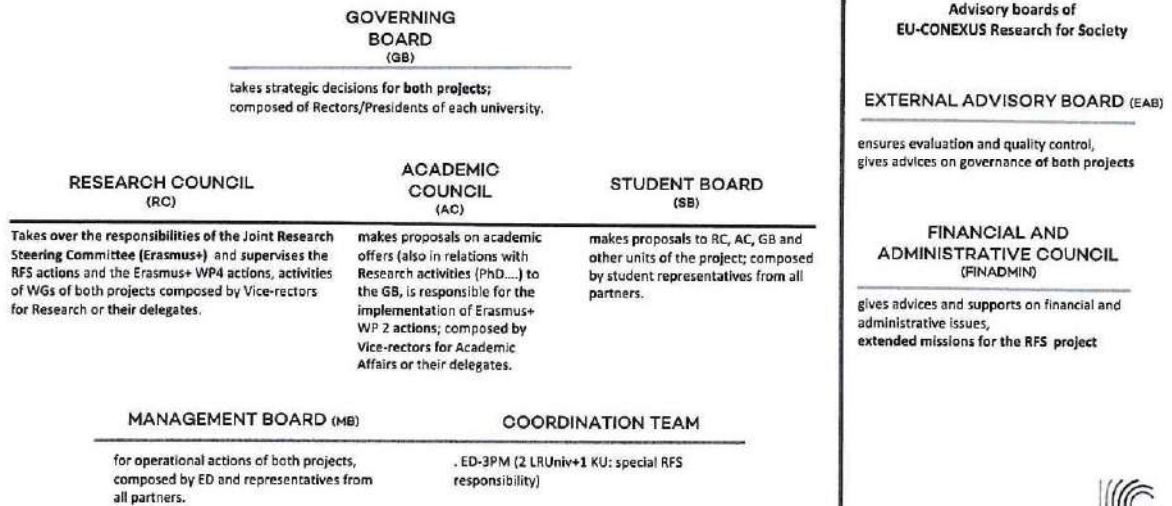 GOVERNING
BOARD
(GB)
takes strategic decisions for both projects;
composed of Rectors/Presidents of each university.
RESEARCH COUNCIL
(RC)
Takes over the responsibilities of the Joint Research
Steering Committee (Erasmus+) and supervises the
RFS actions and the Erasmus+ WP4 actions, activities
of WGs of both projects composed by Vice-rectors
for Research or their delegates.
ACADEMIC
COUNCIL
(AC)
makes proposals on academic
offers (also in relations with
Research activities (PhD....) to
the GB, is responsible for the
implementation of Erasmus+
WP 2 actions; composed by
Vice-rectors for Academic
Affairs or their delegates.
STUDENT BOARD
(SB)
makes proposals to RC, AC, GB and
other units of the project; composed
by student representatives from all
partners.
MANAGEMENT BOARD (MB)
for operational actions of both projects,
composed by ED and representatives from
all partners.
COORDINATION TEAM
. ED-3PM (2 LRUniv+1 KU: special RFS
responsibility)
Advisory boards of
EU-CONEXUS Research for Society
EXTERNAL ADVISORY BOARD (EAB)
ensures evaluation and quality control,
gives advices on governance of both projects
FINANCIAL AND
ADMINISTRATIVE COUNCIL
(FINADMIN)
gives advices and supports on financial and
administrative issues,
extended missions for the RFS project